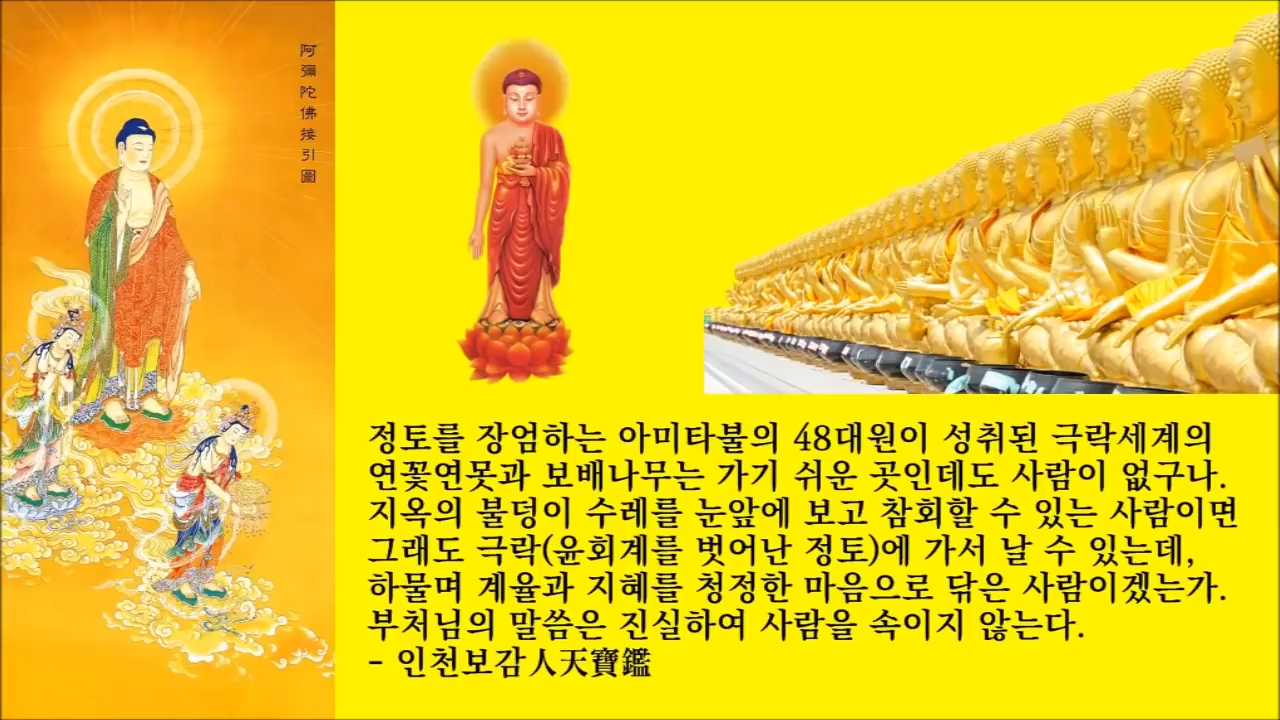 阿彌陀佛接引圖
정토를 장엄하는 아미타불의 48대원이 성취된 극락세계의
연꽃연못과 보배나무는 가기 쉬운 곳인데도 사람이 없구나.
지옥의 불덩이 수레를 눈앞에 보고 참회할 수 있는 사람이면
그래도 극락(윤회계를 벗어난 정토)에 가서 날 수 있는데,
하물며 계율과 지혜를 청정한 마음으로 닦은 사람이겠는가.
부처님의 말씀은 진실하여 사람을 속이지 않는다.
- 인천보감人天寶鑑